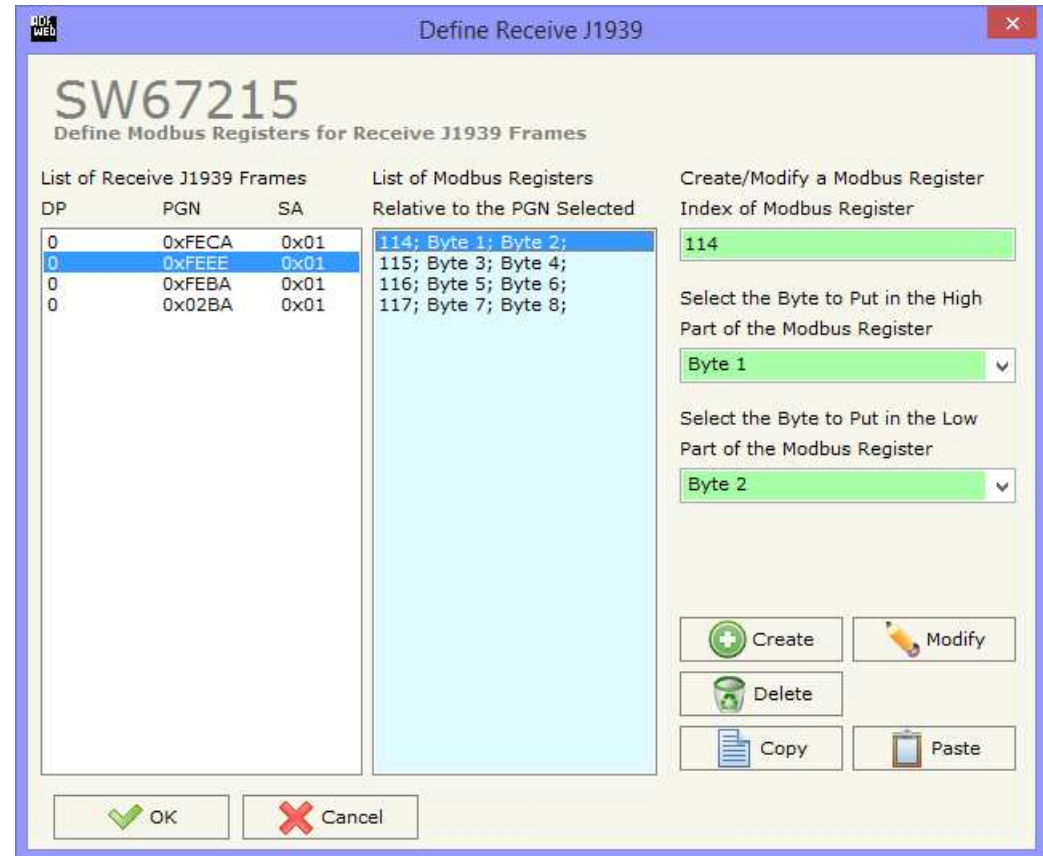 ADF
WEB
Define Receive J1939
SW67215
Define Modbus Registers for Receive J1939 Frames
List of Receive J1939 Frames
DP PGN SA
0 0xFECA 0x01
0 0xFEEE 0x01
0 0xFEBA 0x01
0 0x02BA 0x01
List of Modbus Registers
Relative to the PGN Selected
114; Byte 1; Byte 2;
115; Byte 3; Byte 4;
116; Byte 5; Byte 6;
117; Byte 7; Byte 8;
Create/Modify a Modbus Register
Index of Modbus Register
114
Select the Byte to Put in the High
Part of the Modbus Register
Byte 1
Select the Byte to Put in the Low
Part of the Modbus Register
Byte 2
Create
Modify
Delete
Copy
Paste
OK
Cancel